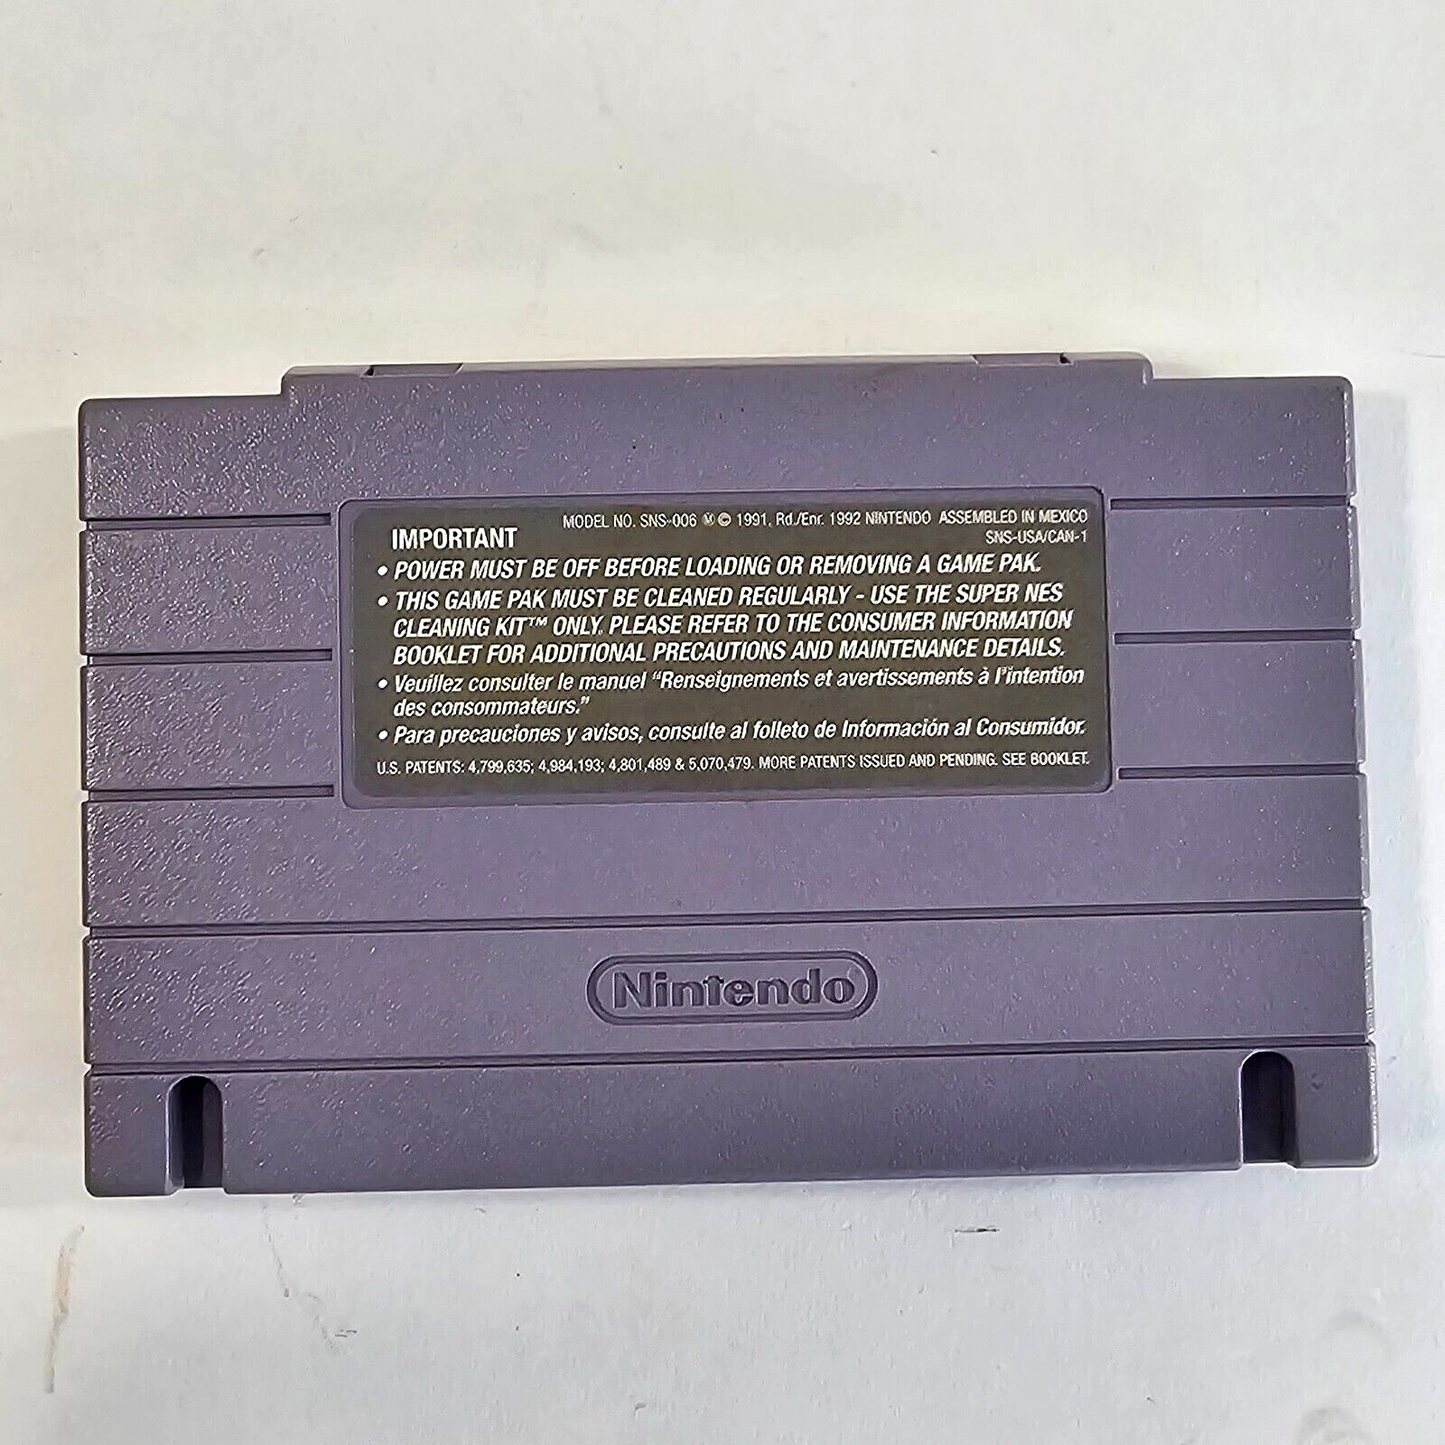 MODEL NO. SNS-006 Ⓜ © 1991, Rd./Enr. 1992 NINTENDO ASSEMBLED IN MEXICO
IMPORTANT SNS-USA/CAN-1
• POWER MUST BE OFF BEFORE LOADING OR REMOVING A GAME PAK.
• THIS GAME PAK MUST BE CLEANED REGULARLY - USE THE SUPER NES
CLEANING KIT™ ONLY. PLEASE REFER TO THE CONSUMER INFORMATION
BOOKLET FOR ADDITIONAL PRECAUTIONS AND MAINTENANCE DETAILS.
• Veuillez consulter le manuel "Renseignements et avertissements à l'intention
des consommateurs."
• Para precauciones y avisos, consulte al folleto de Información al Consumidor.
U.S. PATENTS: 4,799,635; 4,984,193; 4,801,489 & 5,070,479. MORE PATENTS ISSUED AND PENDING. SEE BOOKLET.
Nintendo